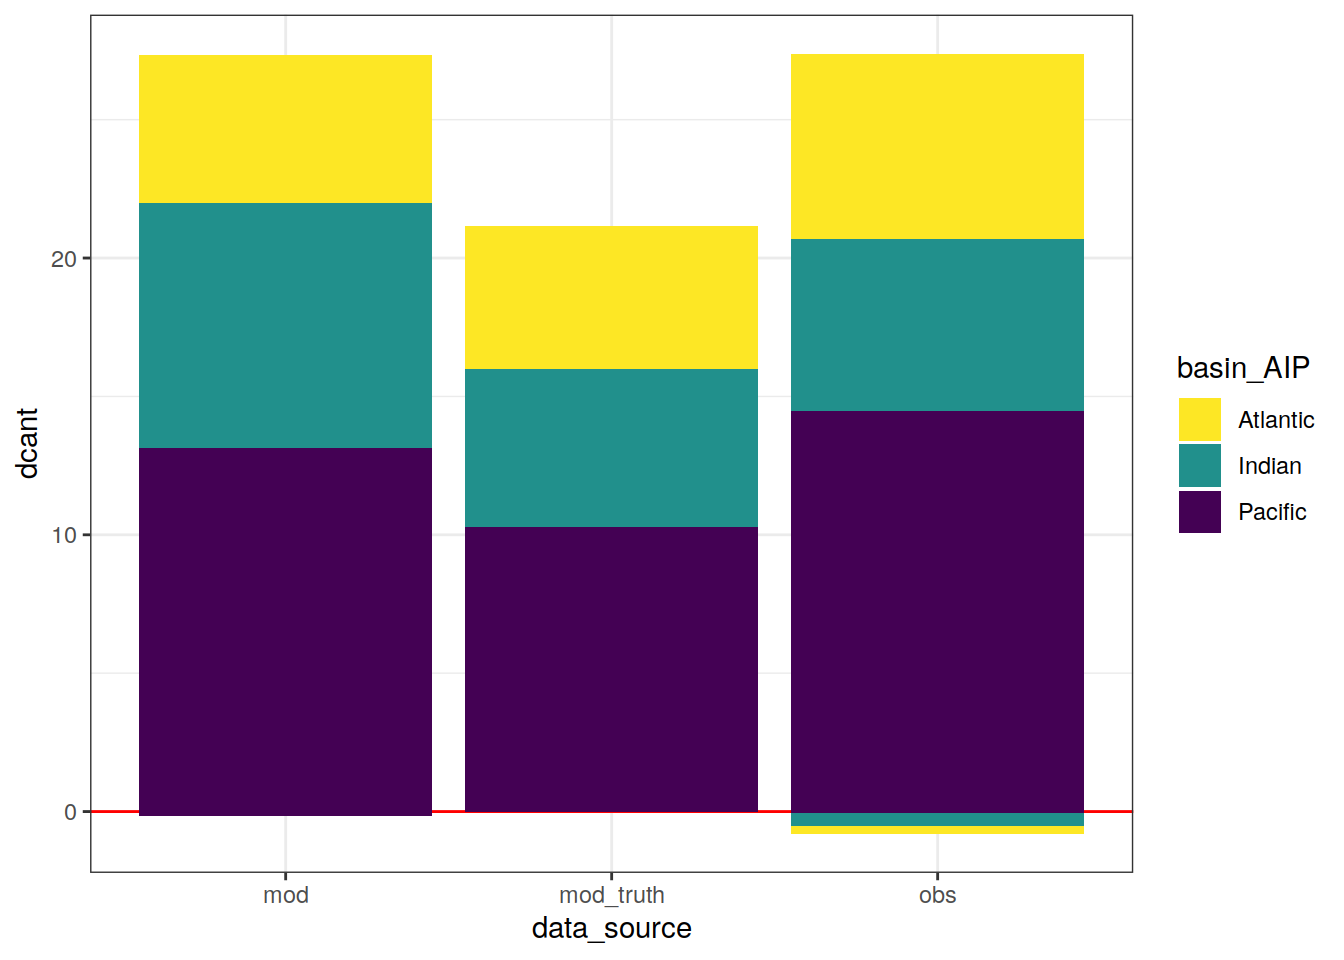 dcant
20
10
0
mod
mod_truth
obs
data_source
basin_AIP
Atlantic
Indian
Pacific